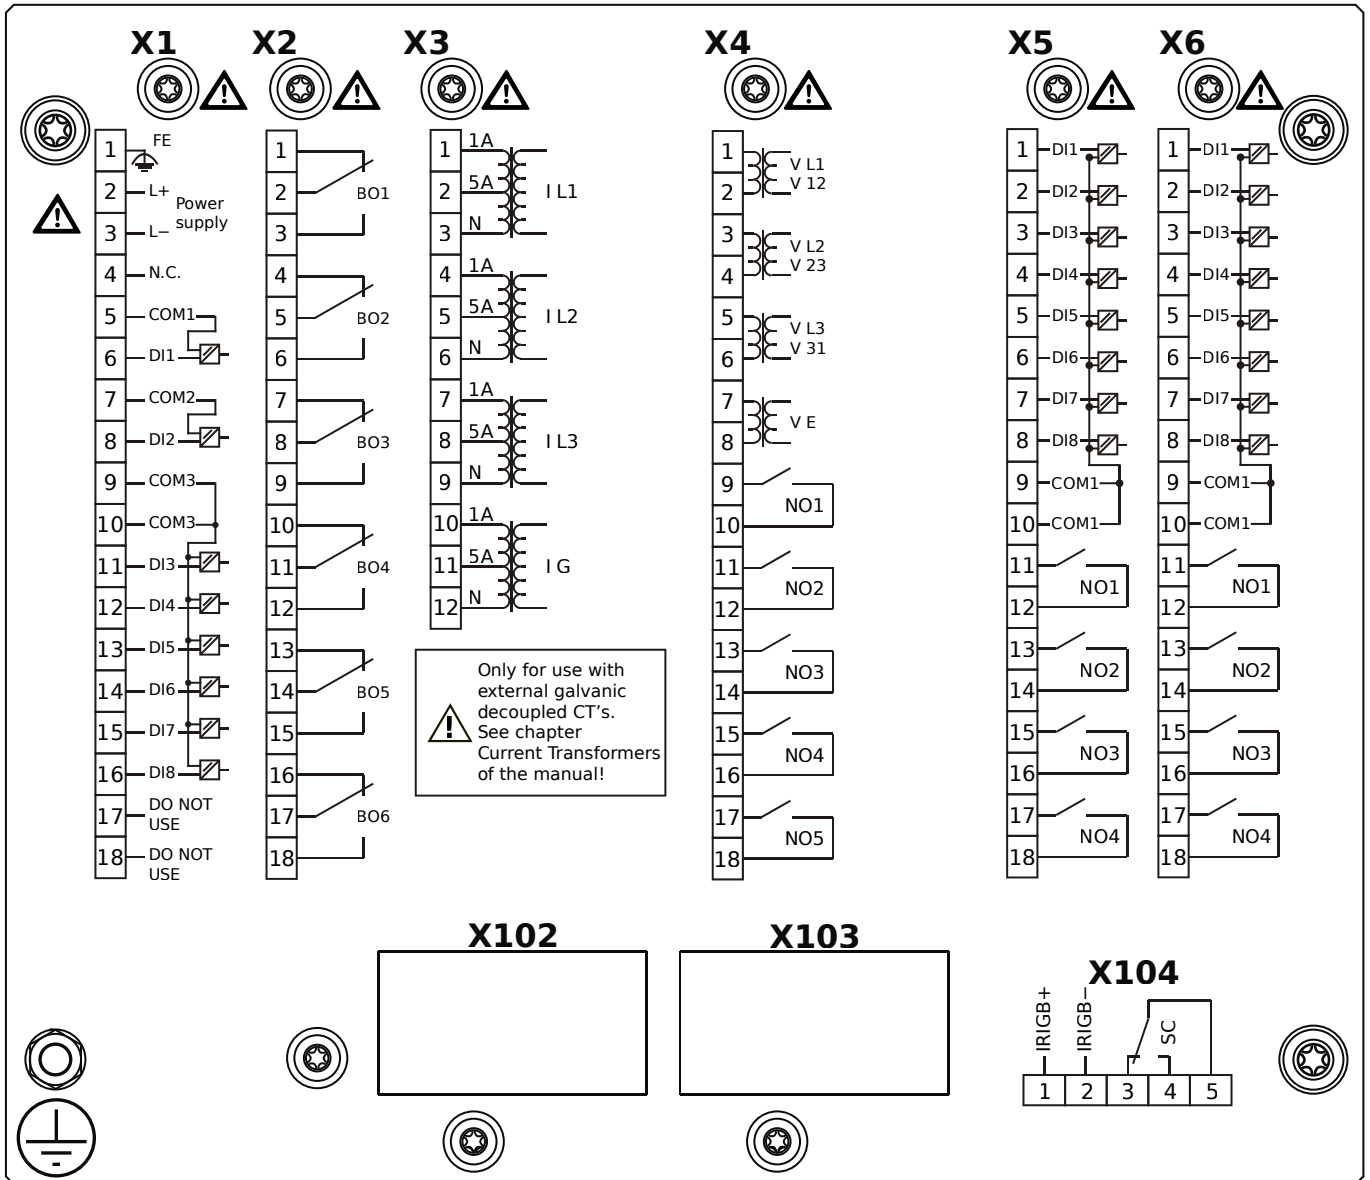 X1
X2
X3
X4
X5
X6
1 FE
2 L+
3 L−
Power
supply
4 N.C.
5 COM1
6 DI1
7 COM2
8 DI2
9 COM3
10 COM3
11 DI3
12 DI4
13 DI5
14 DI6
15 DI7
16 DI8
17 DO NOT
USE
18 DO NOT
USE
1
2 BO1
3
4
5 BO2
6
7
8 BO3
9
10
11 BO4
12
13
14 BO5
15
16
17 BO6
18
1 1A
2 5A I L1
3 N
4 1A
5 5A I L2
6 N
7 1A
8 5A I L3
9 N
10 1A
11 5A I G
12 N
Only for use with
external galvanic
decoupled CT's.
See chapter
Current Transformers
of the manual!
1 V L1
2 V 12
3 V L2
4 V 23
5 V L3
6 V 31
7
V E
8
9
NO1
10
11
NO2
12
13
NO3
14
15
NO4
16
17
NO5
18
1 DI1
2 DI2
3 DI3
4 DI4
5 DI5
6 DI6
7 DI7
8 DI8
9 COM1
10 COM1
11
NO1
12
13
NO2
14
15
NO3
16
17
NO4
18
1 DI1
2 DI2
3 DI3
4 DI4
5 DI5
6 DI6
7 DI7
8 DI8
9 COM1
10 COM1
11
NO1
12
13
NO2
14
15
NO3
16
17
NO4
18
X102
X103
X104
IRIGB+
IRIGB−
SC
1 2 3 4 5